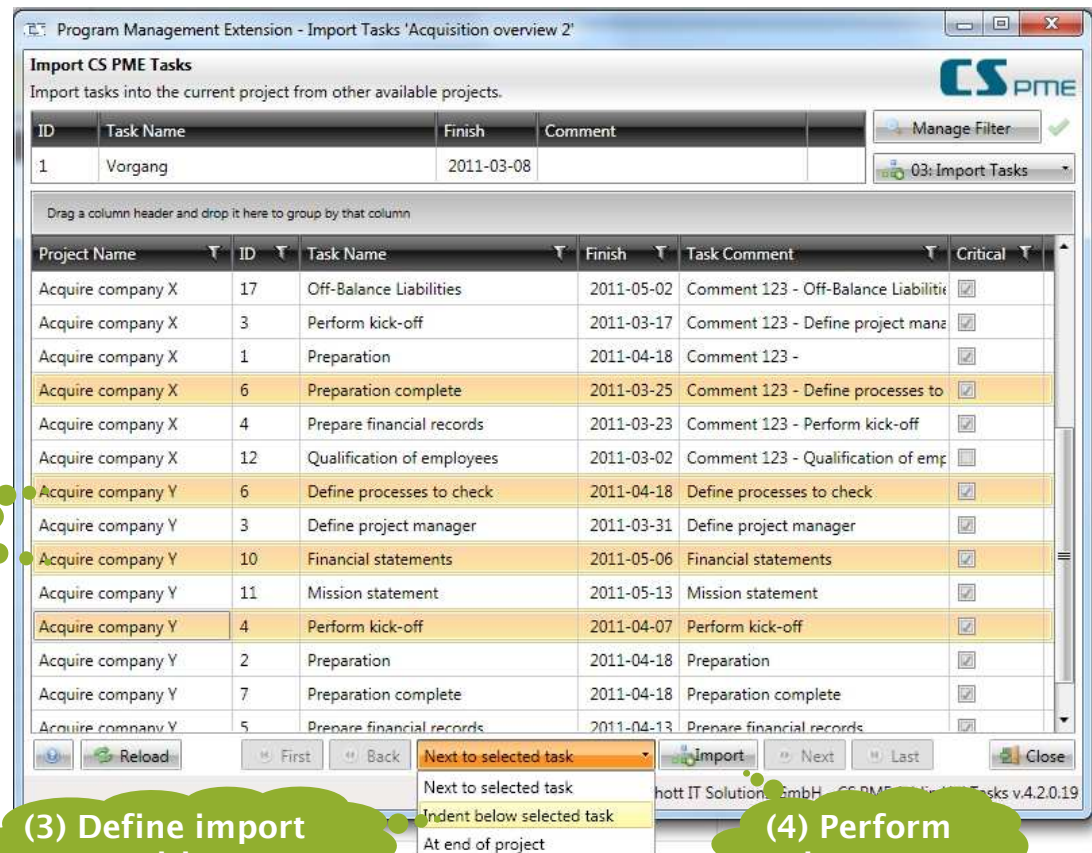 Program Management Extension - Import Tasks 'Acquisition overview 2'
Import CS PME Tasks
Import tasks into the current project from other available projects.
CS PME
ID Task Name Finish Comment
Manage Filter
1 Vorgang 2011-03-08
03: Import Tasks
Drag a column header and drop it here to group by that column
Project Name ID Task Name Finish Task Comment Critical
Acquire company X 17 Off-Balance Liabilities 2011-05-02 Comment 123 - Off-Balance
Acquire company X 3 Perform kick-off 2011-03-17 Comment 123 - Define project
Acquire company X 1 Preparation 2011-04-18 Comment 123 -
Acquire company X 6 Preparation complete 2011-03-25 Comment 123 - Define processes to
Acquire company X 4 Prepare financial records 2011-03-23 Comment 123 - Perform kick-off
Acquire company X 12 Qualification of employees 2011-03-02 Comment 123 - Qualification of
Acquire company Y 6 Define processes to check 2011-04-18 Define processes to check
Acquire company Y 3 Define project manager 2011-03-31 Define project manager
Acquire company Y 10 Financial statements 2011-05-06 Financial statements
Acquire company Y 11 Mission statement 2011-05-13 Mission statement
Acquire company Y 4 Perform kick-off 2011-04-07 Perform kick-off
Acquire company Y 2 Preparation 2011-04-18 Preparation
Acquire company Y 7 Preparation complete 2011-04-18 Preparation complete
Acquire company Y 5 Prepare financial records 2011-04-13 Prepare financial records
Reload First Back Next to selected task Import Next Last Close
Next to selected task
IT Solutions GmbH - CS PME Tasks v.4.2.0.19
Indent below selected task
At end of project
(3) Define import
(4) Perform